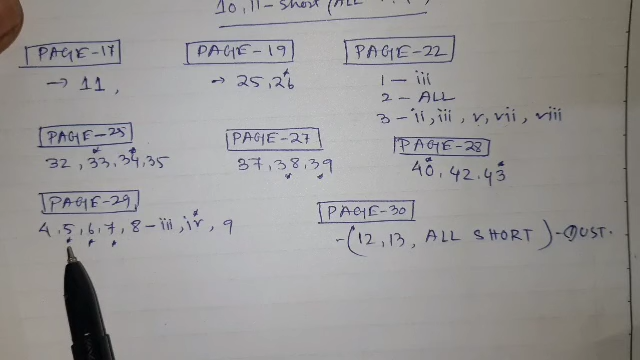 10, 11 - Short (ALL
PAGE-17
→ 11,
PAGE-19
→ 25, 26*
PAGE-22
1 - iii
2 - ALL
3 - ii, iii, v, vii, viii
PAGE-25
32, 33*, 34*, 35
PAGE-27
37, 38*, 39*
PAGE-28
40*, 42, 43*
PAGE-29
4, 5*, 6*, 7*, 8 - iii, iv*, 9
PAGE-30
- (12, 13, ALL SHORT) -